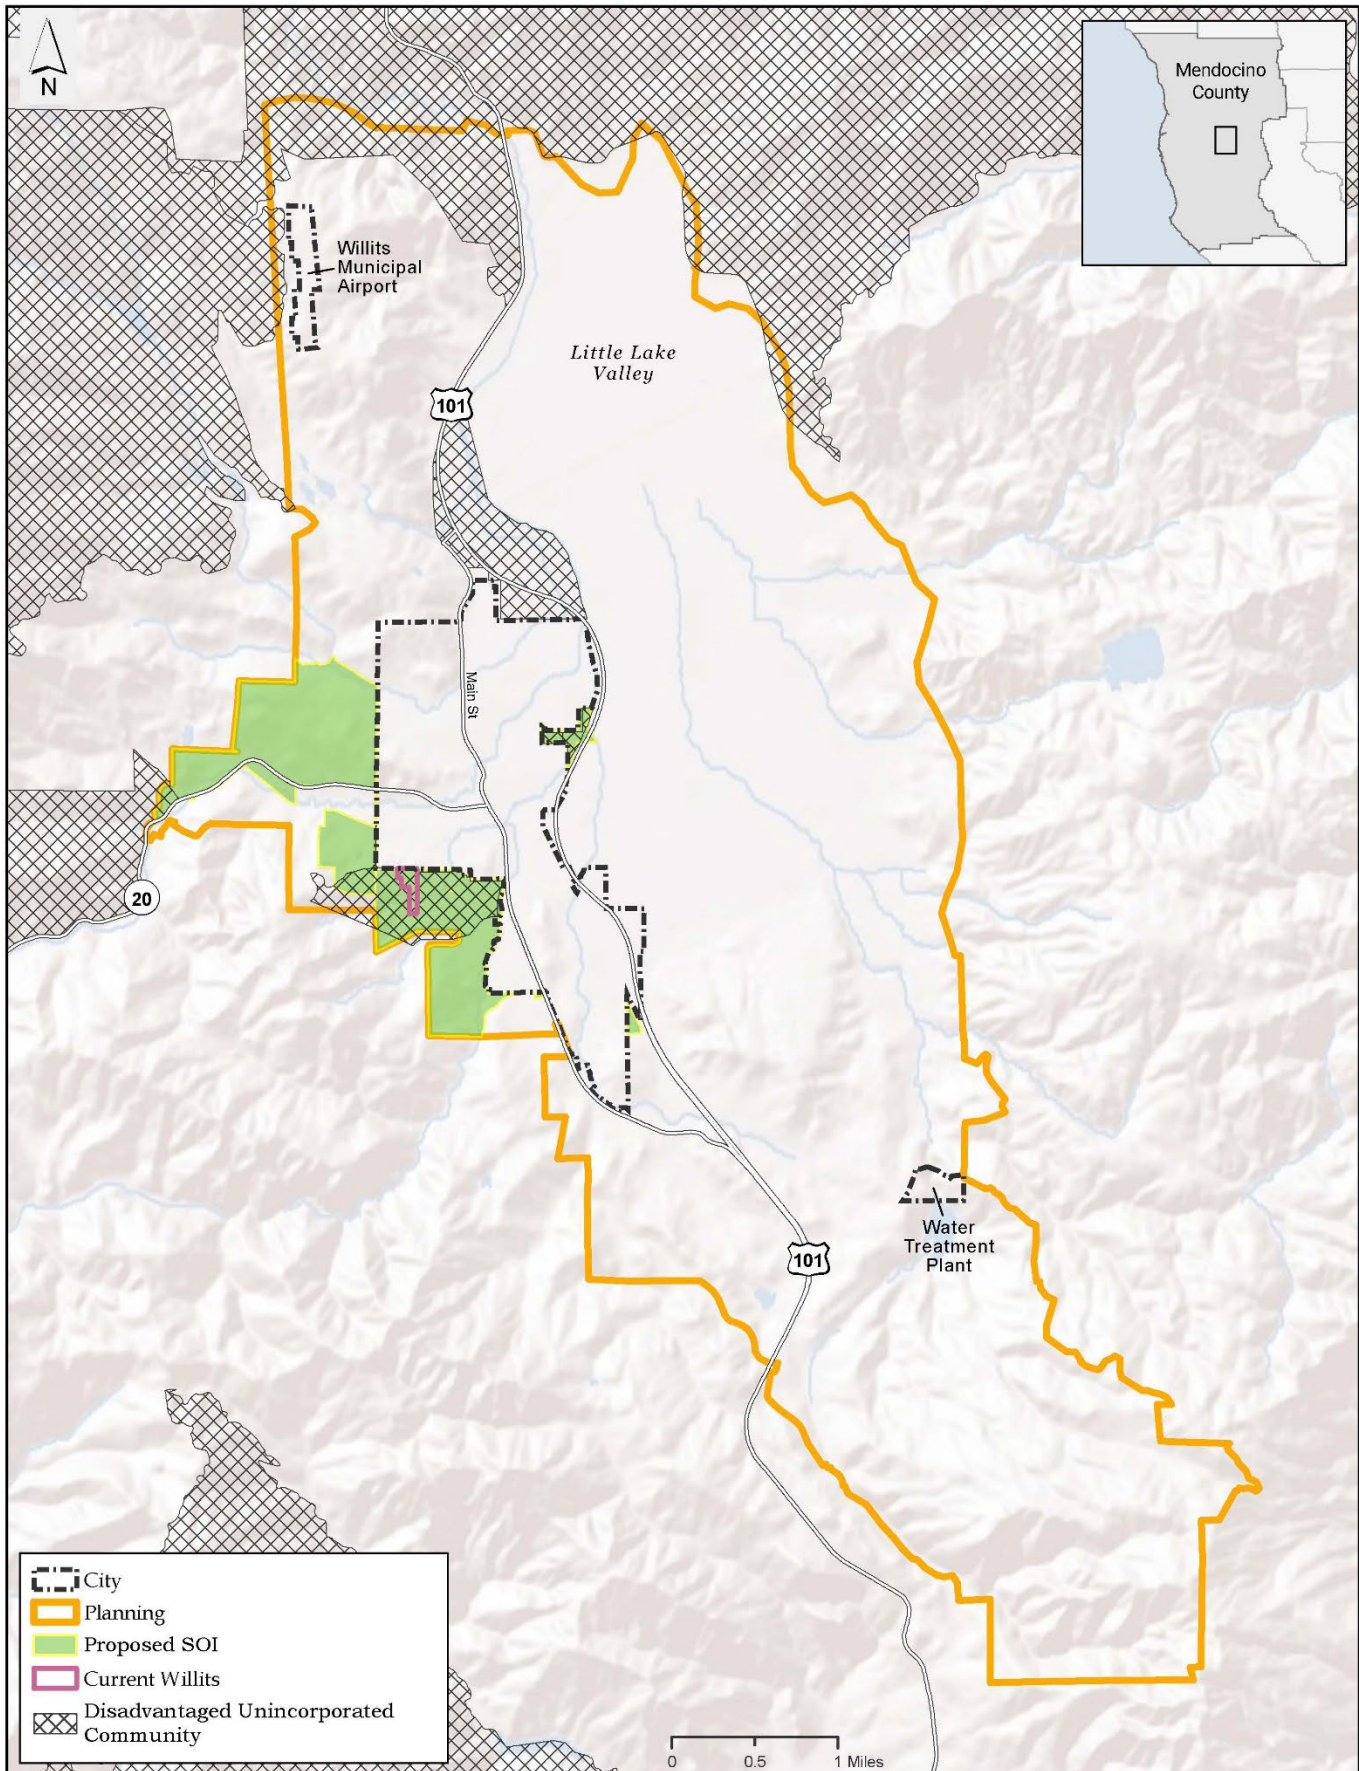 N
Mendocino
County
Willits
Municipal
Airport
Little Lake
Valley
101
Main St
20
Water
Treatment
Plant
101
City
Planning
Proposed SOI
Current Willits
Disadvantaged Unincorporated
Community
0 0.5 1 Miles